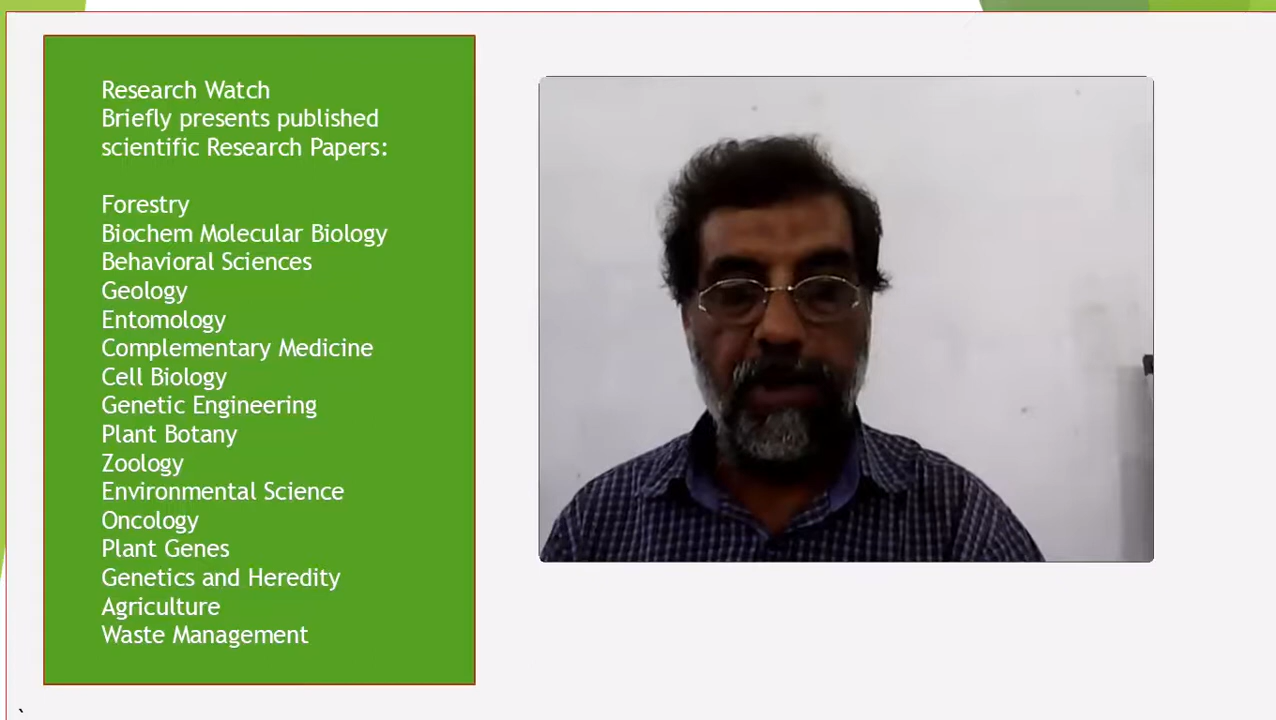 Research Watch
Briefly presents published
scientific Research Papers:
Forestry
Biochem Molecular Biology
Behavioral Sciences
Geology
Entomology
Complementary Medicine
Cell Biology
Genetic Engineering
Plant Botany
Zoology
Environmental Science
Oncology
Plant Genes
Genetics and Heredity
Agriculture
Waste Management
`